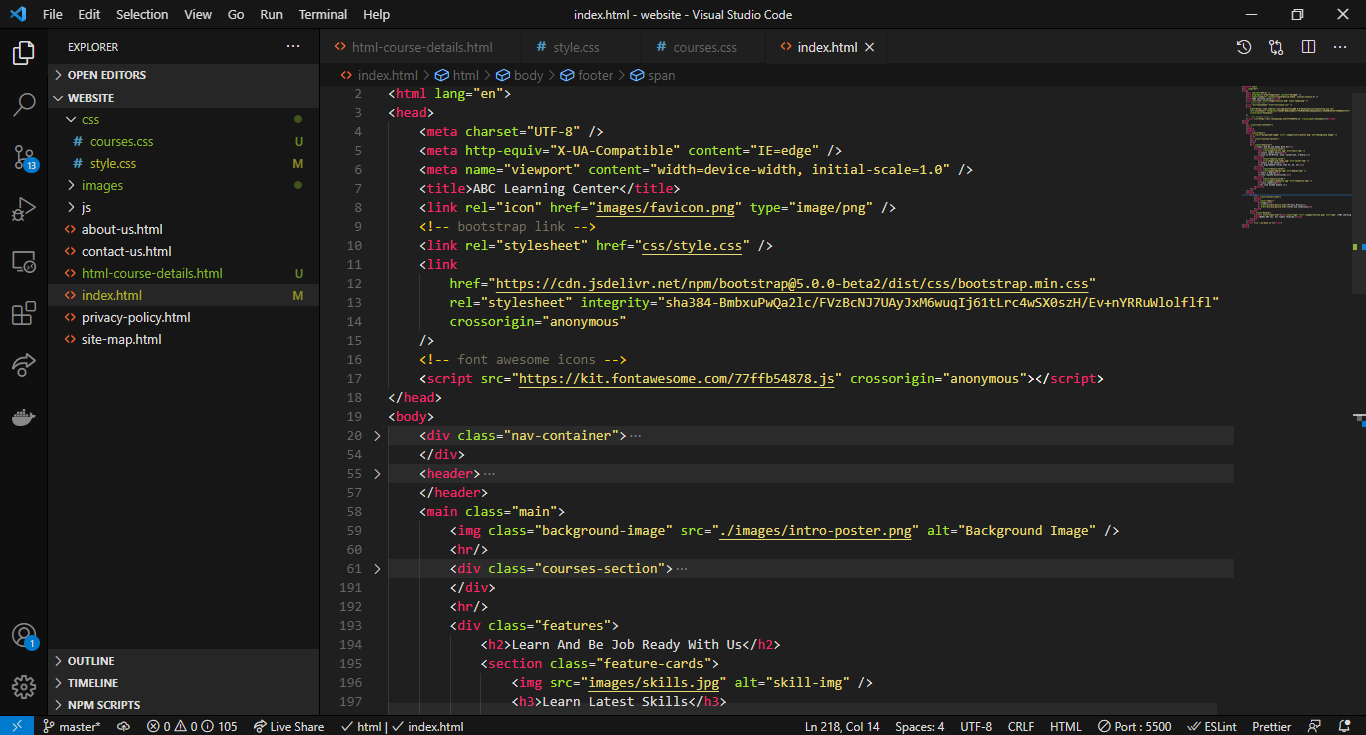 File Edit Selection View Go Run Terminal Help index.html - website - Visual Studio Code
EXPLORER
OPEN EDITORS
WEBSITE
css
courses.css U
style.css M
images
js
about-us.html
contact-us.html
html-course-details.html U
index.html M
privacy-policy.html
site-map.html
OUTLINE
TIMELINE
NPM SCRIPTS
13
1
html-course-details.html style.css courses.css index.html
index.html > html > body > footer > span
2 <html lang="en">
3 <head>
4 <meta charset="UTF-8" />
5 <meta http-equiv="X-UA-Compatible" content="IE=edge" />
6 <meta name="viewport" content="width=device-width, initial-scale=1.0" />
7 <title>ABC Learning Center</title>
8 <link rel="icon" href="images/favicon.png" type="image/png" />
9 <!-- bootstrap link -->
10 <link rel="stylesheet" href="css/style.css" />
11 <link
12 href="https://cdn.jsdelivr.net/npm/bootstrap@5.0.0-beta2/dist/css/bootstrap.min.css"
13 rel="stylesheet" integrity="sha384-BmbxuPwQa2lc/FVzBcNJ7UAyJxM6wuqIj61tLrc4wSX0szH/Ev+nYRRuWlolflfl"
14 crossorigin="anonymous"
15 />
16 <!-- font awesome icons -->
17 <script src="https://kit.fontawesome.com/77ffb54878.js" crossorigin="anonymous"></script>
18 </head>
19 <body>
20 <div class="nav-container">···
54 </div>
55 <header>···
57 </header>
58 <main class="main">
59 <img class="background-image" src="./images/intro-poster.png" alt="Background Image" />
60 <hr/>
61 <div class="courses-section">···
191 </div>
192 <hr/>
193 <div class="features">
194 <h2>Learn And Be Job Ready With Us</h2>
195 <section class="feature-cards">
196 <img src="images/skills.jpg" alt="skill-img" />
197 <h3>Learn Latest Skills</h3>
master* 0 0 105 Live Share html | index.html Ln 218, Col 14 Spaces: 4 UTF-8 CRLF HTML Port : 5500 ESLint Prettier